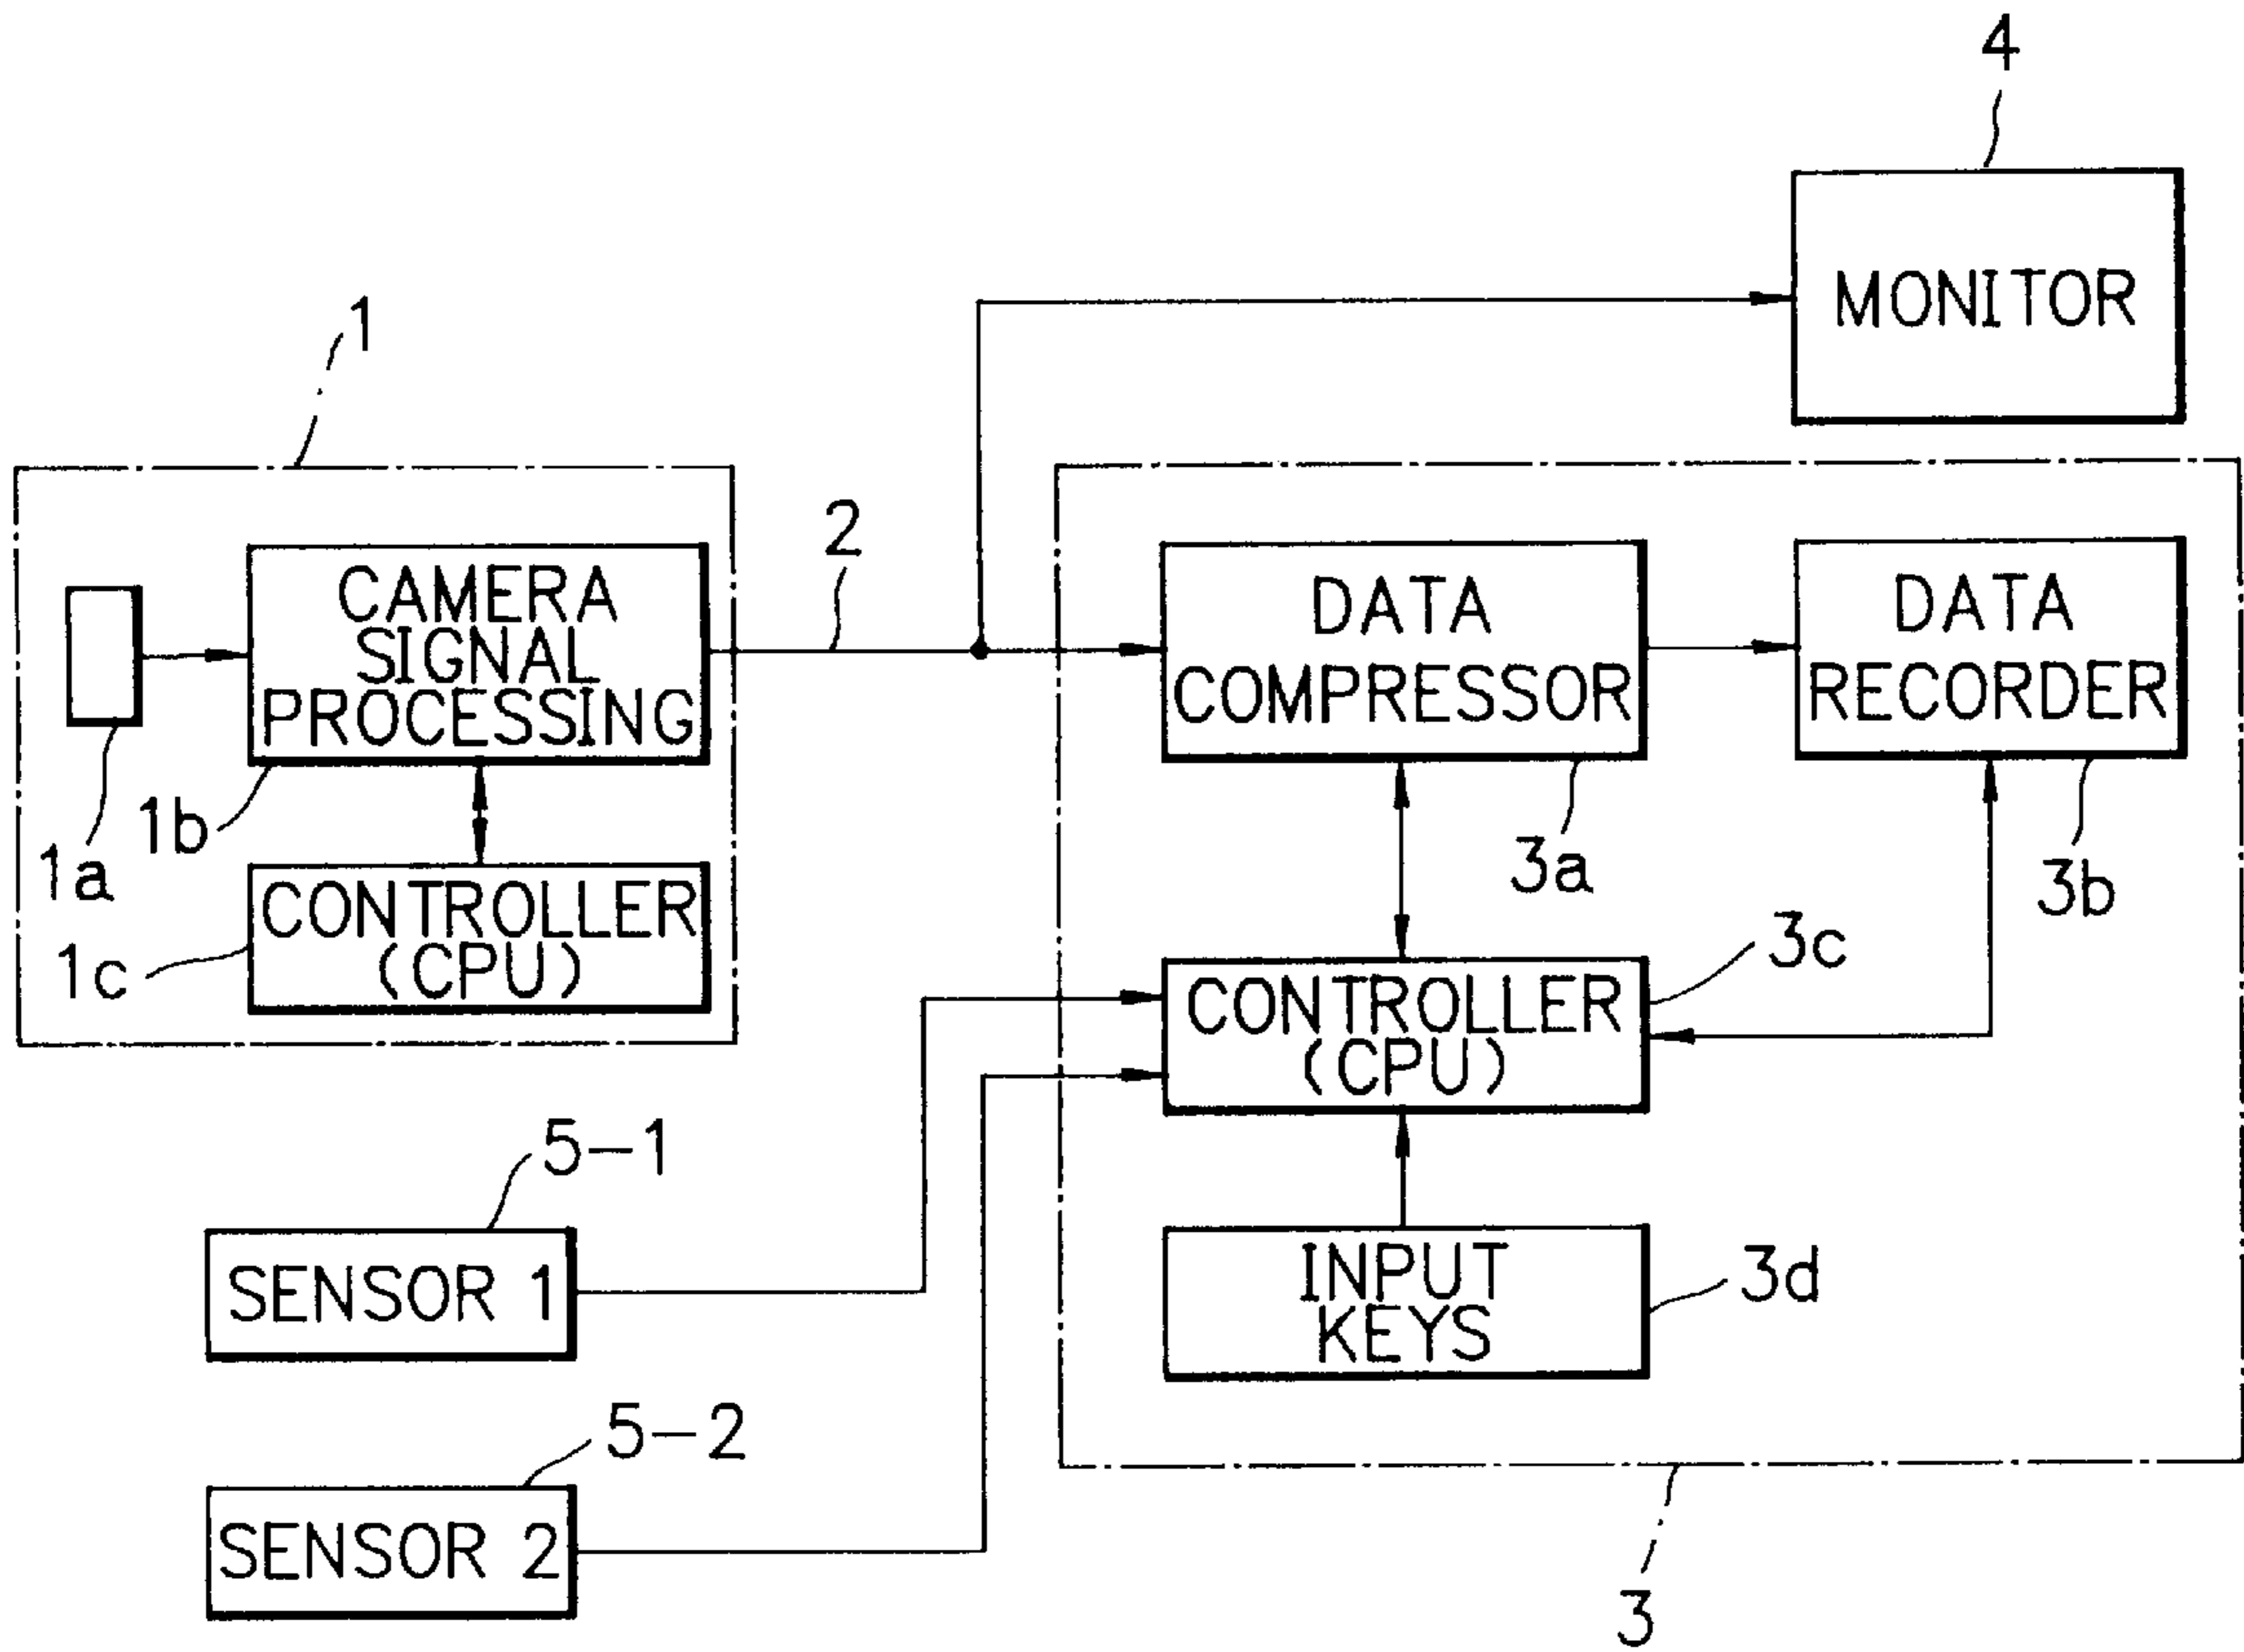 4
MONITOR
1
2
CAMERA
SIGNAL
PROCESSING
DATA
COMPRESSOR
DATA
RECORDER
1a
1b
3a
3b
CONTROLLER
(CPU)
1c
3c
CONTROLLER
(CPU)
5-1
SENSOR 1
INPUT
KEYS
3d
5-2
SENSOR 2
3